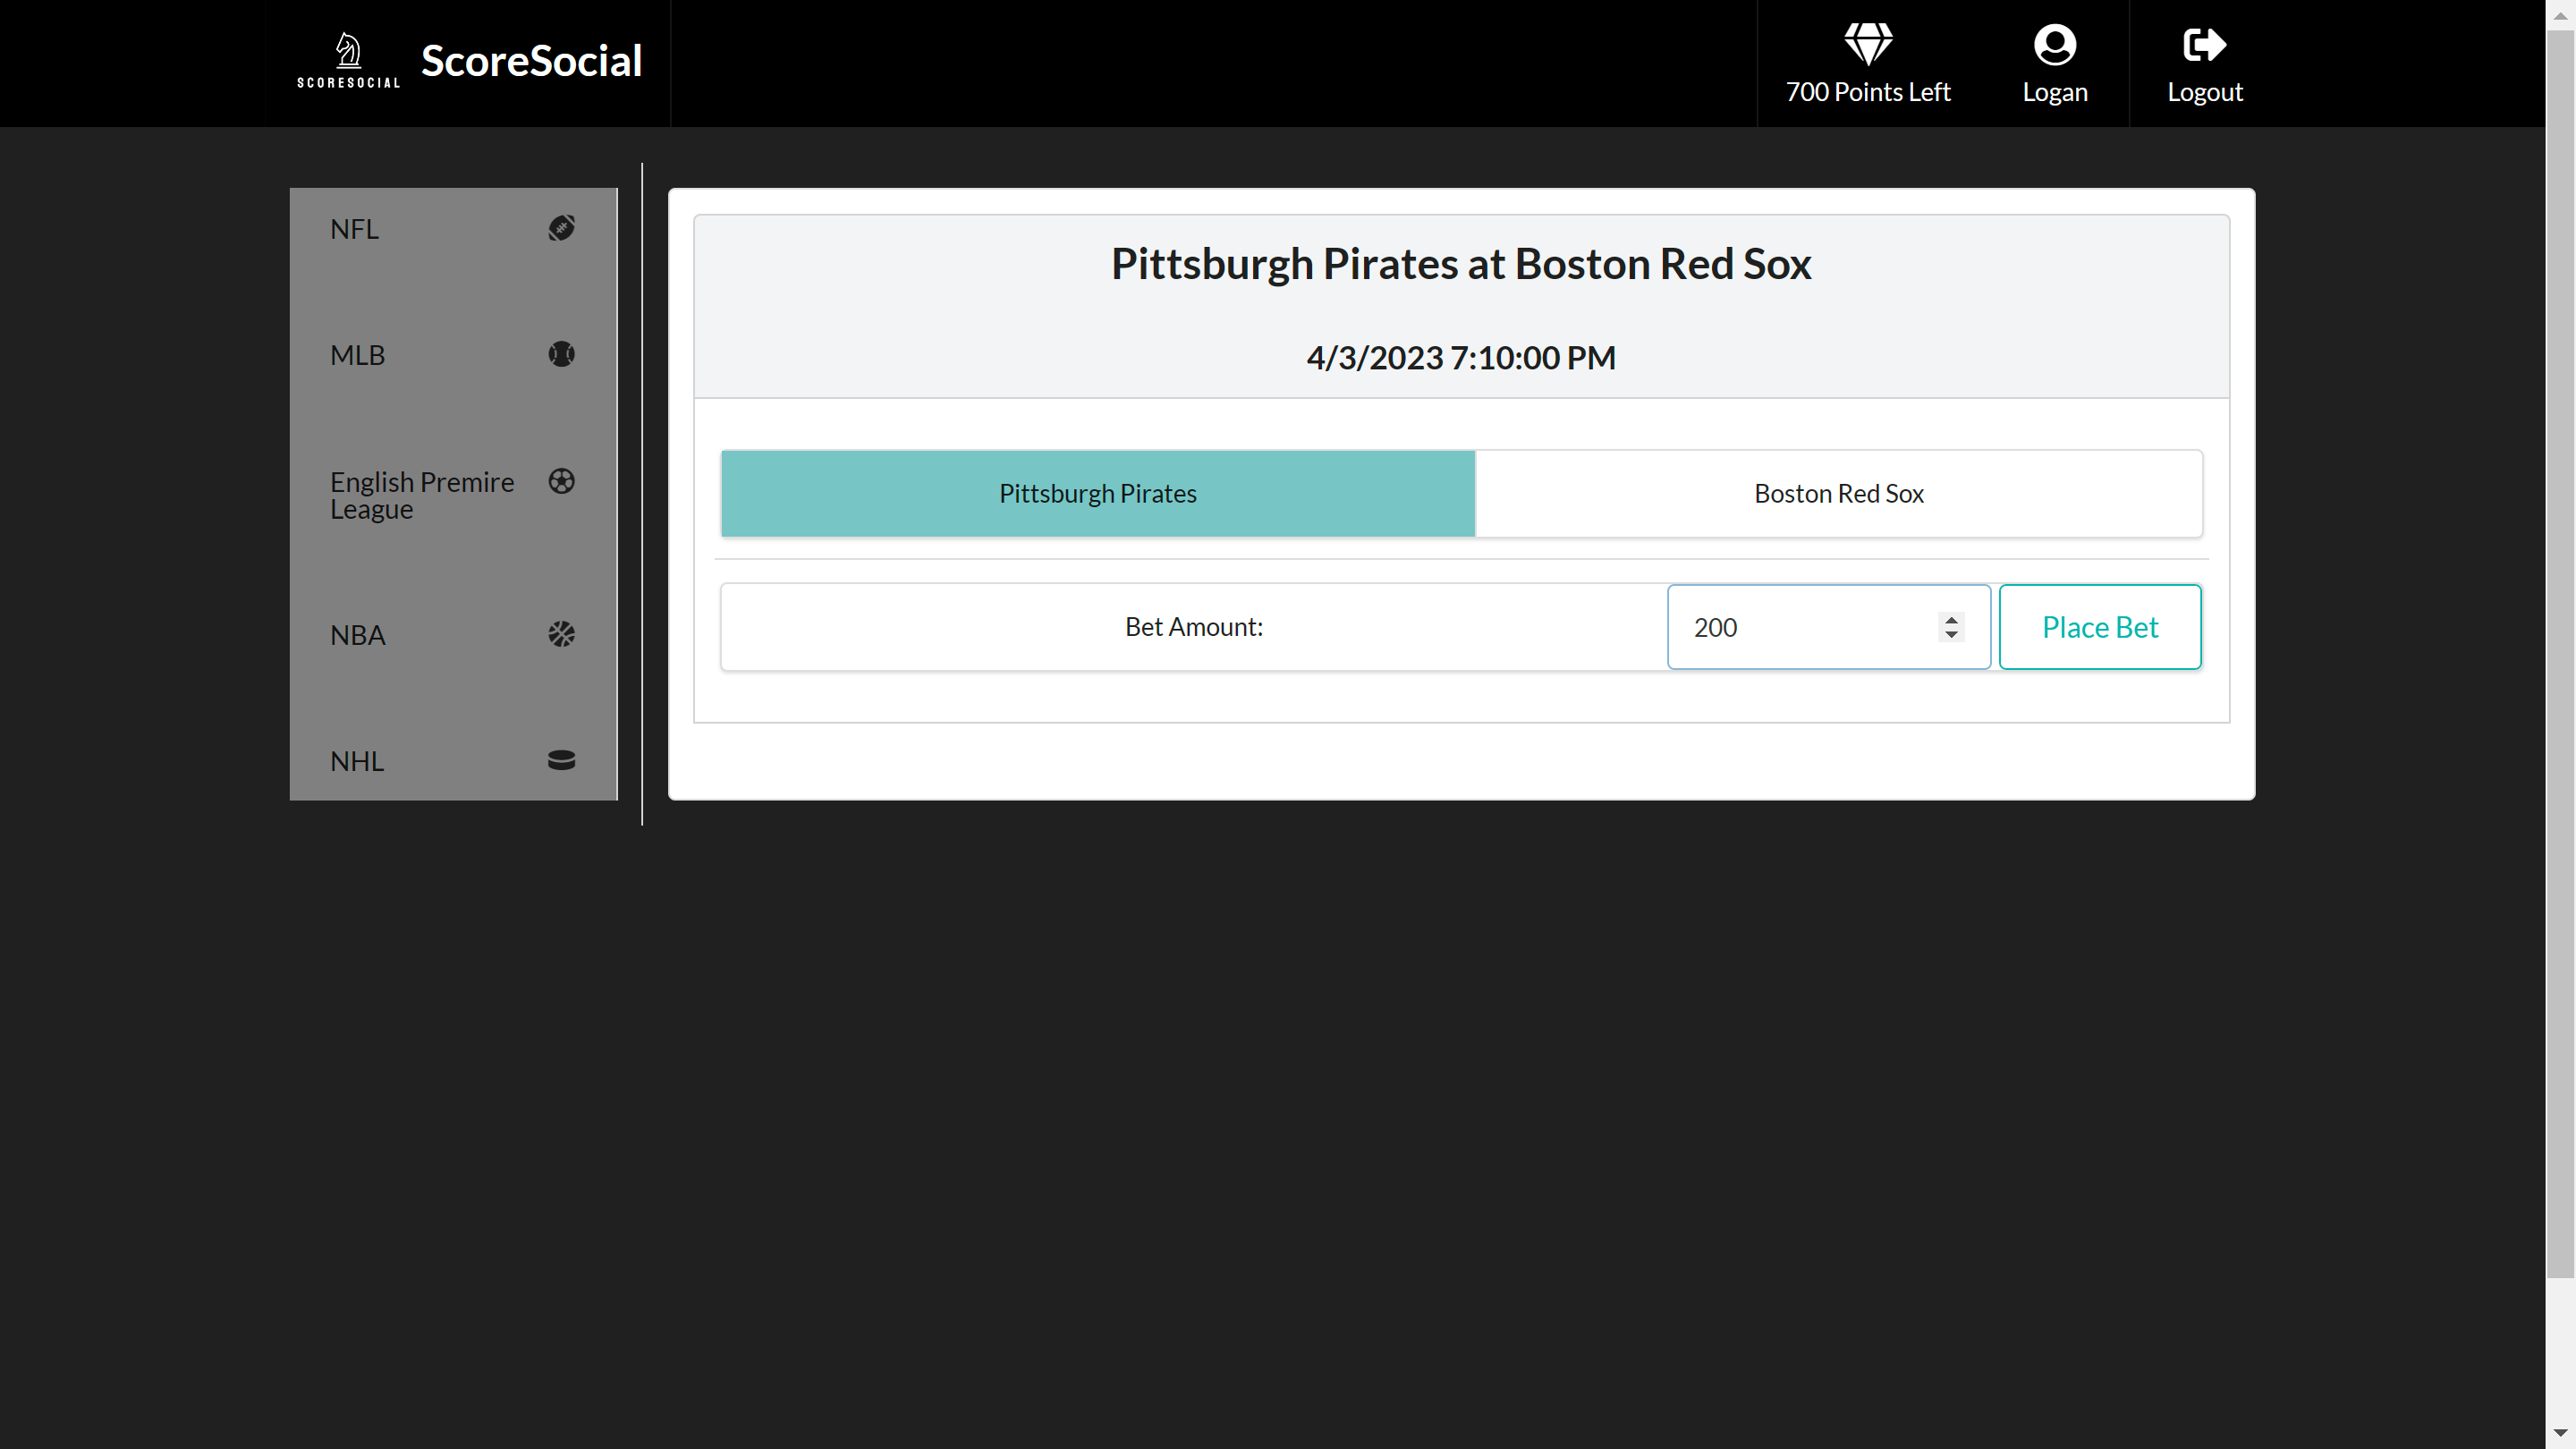 SCORESOCIAL
ScoreSocial
700 Points Left
Logan
Logout
NFL
MLB
English Premire
League
NBA
NHL
Pittsburgh Pirates at Boston Red Sox
4/3/2023 7:10:00 PM
Pittsburgh Pirates
Boston Red Sox
Bet Amount:
200
Place Bet